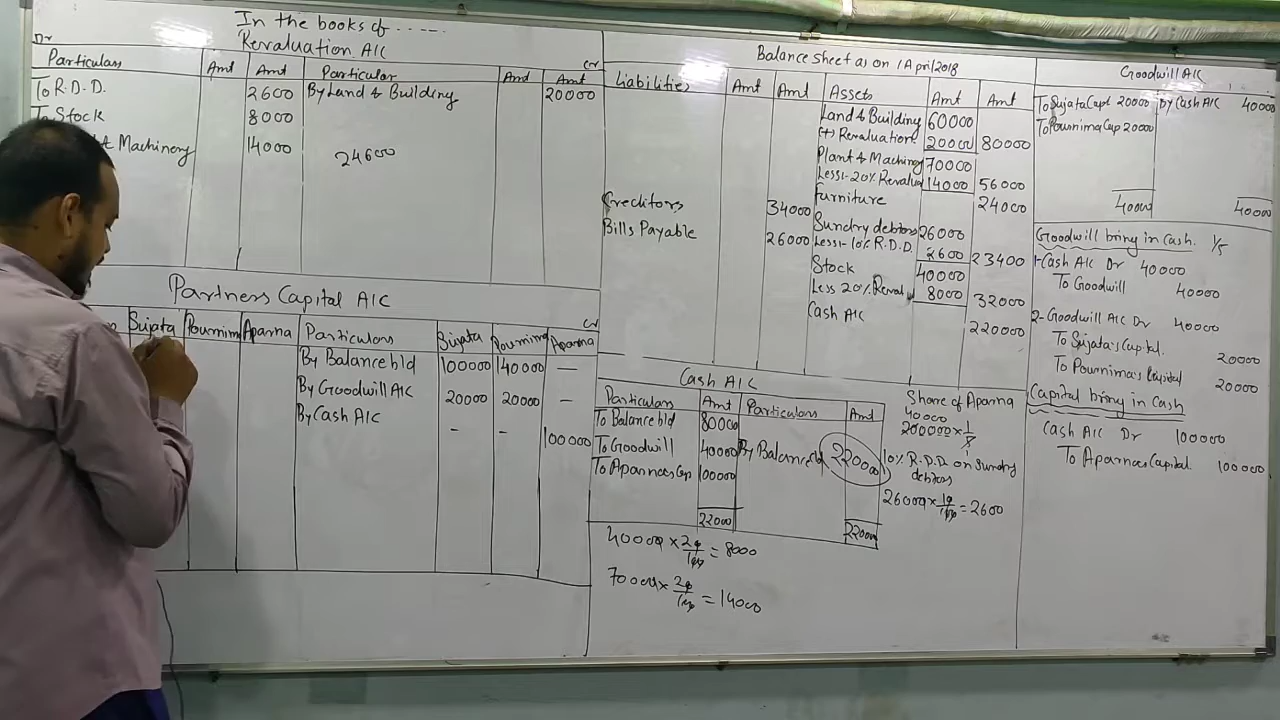 In the books of .....
Revaluation A/C
Dr
Cr
Particulars Amt Amt Particular Amt Amt
To R.D.D. 2600 By Land & Building 20000
To Stock 8000
& Machinery 14000
24600
Partners Capital A/C
Cr
Sujata Pournima Aparna Particulars Sujata Pournima Aparna
By Balance b/d 100000 140000 —
By Goodwill A/C 20000 20000 —
By Cash A/C - - 100000
Balance Sheet as on 1 April 2018
Liabilities Amt Amt Assets Amt Amt
Land & Building 60000
(+) Revaluation 20000 80000
Plant & Machinery 70000
Less:- 20% Revalu 14000 56000
Creditors 34000 Furniture 24000
Bills Payable 26000 Sundry debtors 26000
Less:- 10% R.D.D 2600 23400
Stock 40000
Less 20% Reval 8000 32000
Cash A/C 220000
Cash A/C
Particulars Amt Particulars Amt
To Balance b/d 80000
To Goodwill 40000 By Balance c/d 220000
To Aparnas Cap 100000
22000 22000
40000 × 20/100 = 8000
70000 × 20/100 = 14000
Share of Aparna
40000
200000 × 1/5
1
10% R.D.D on Sundry
debtors
26000 × 10/100 = 2600
Goodwill A/C
To Sujata Capt 20000 By Cash A/C 40000
To Pournima Cap 20000
40000 40000
Goodwill bring in Cash. 1/5
1- Cash A/C Dr 40000
To Goodwill 40000
2- Goodwill A/C Dr 40000
To Sujata's Capital. 20000
To Pournima's Capital 20000
Capital bring in Cash
Cash A/C Dr 100000
To Aparnas Capital 100000